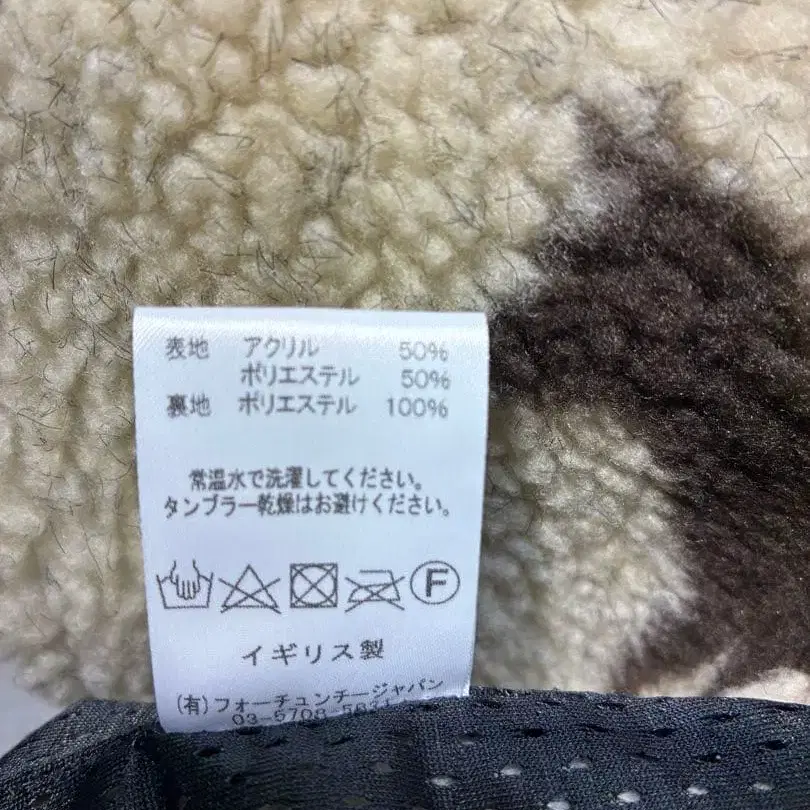 表地 アクリル 50%
ポリエステル 50%
裏地 ポリエステル 100%
常温水で洗濯してください。
タンブラー乾燥はお避けください。
F
イギリス製
(有)フォーチュンチージャパン